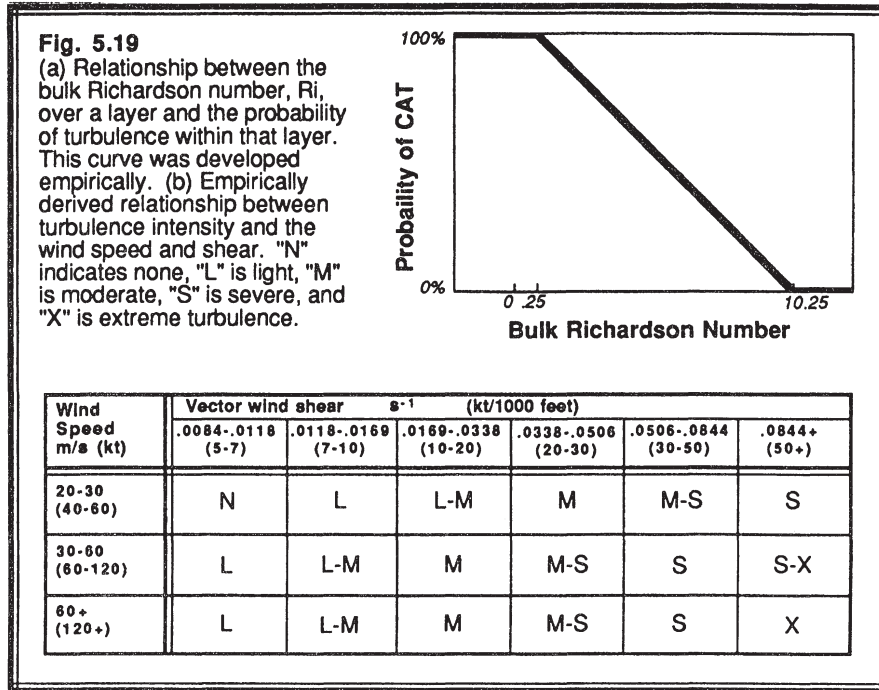 Fig. 5.19
(a) Relationship between the
bulk Richardson number, Ri,
over a layer and the probability
of turbulence within that layer.
This curve was developed
empirically. (b) Empirically
derived relationship between
turbulence intensity and the
wind speed and shear. "N"
indicates none, "L" is light, "M"
is moderate, "S" is severe, and
"X" is extreme turbulence.
100%
Probaility of CAT
0%
0 .25 10.25
Bulk Richardson Number
Wind
Speed
m/s (kt)
Vector wind shear s-1 (kt/1000 feet)
.0084-.0118 .0118-.0169 .0169-.0338 .0338-.0506 .0506-.0844 .0844+
(5-7) (7-10) (10-20) (20-30) (30-50) (50+)
20-30
(40-60)
N L L-M M M-S S
30-60
(60-120)
L L-M M M-S S S-X
60+
(120+)
L L-M M M-S S X